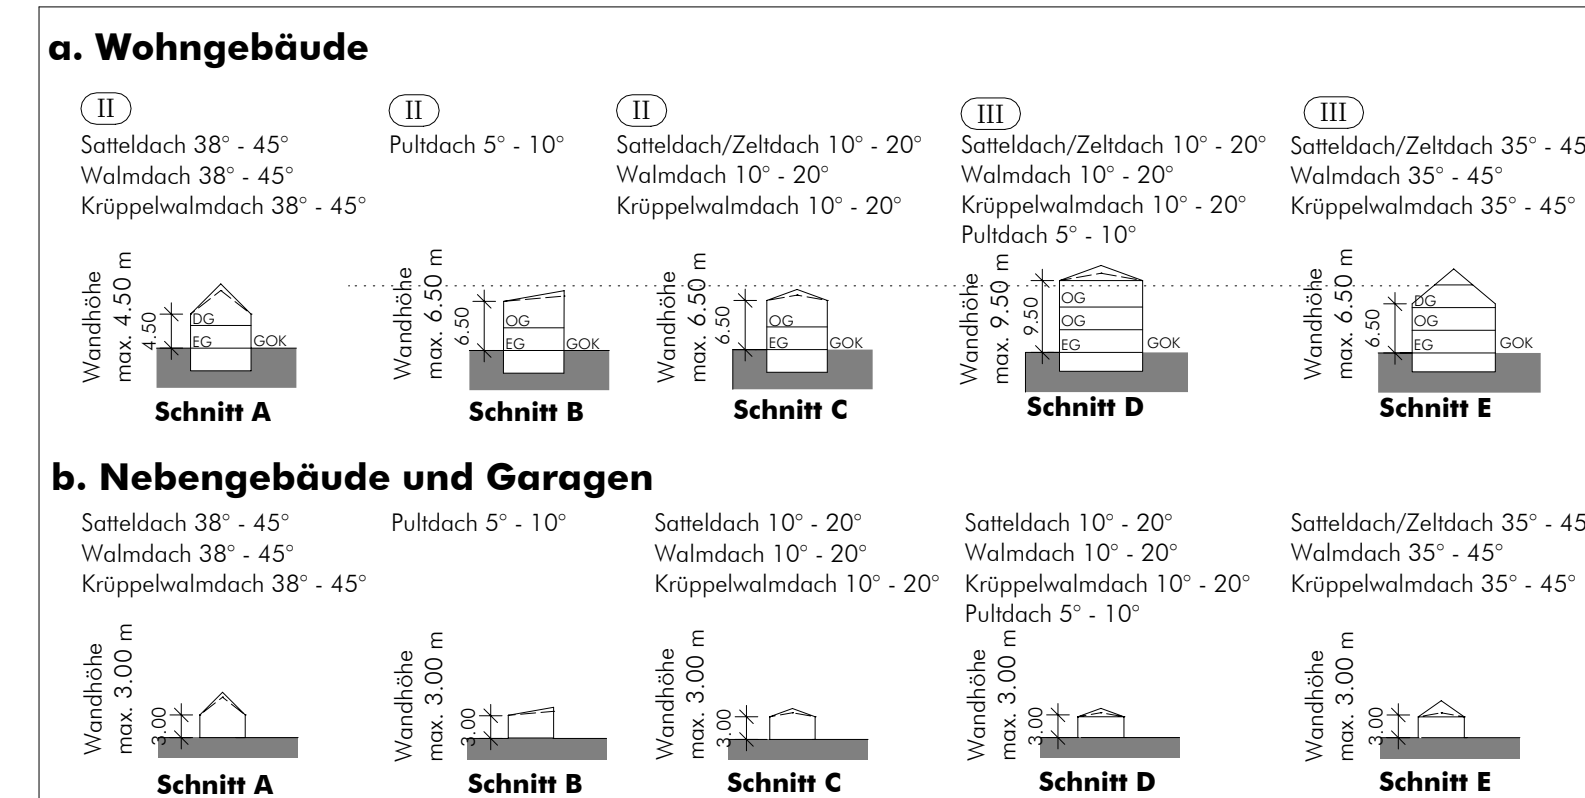 a. Wohngebäude
II
Satteldach 38° - 45°
Walmdach 38° - 45°
Krüppelwalmdach 38° - 45°
Wandhöhe
max. 4.50 m
4.50
DG
EG
GOK
Schnitt A
II
Pultdach 5° - 10°
Wandhöhe
max. 6.50 m
6.50
OG
EG
GOK
Schnitt B
II
Satteldach/Zeltdach 10° - 20°
Walmdach 10° - 20°
Krüppelwalmdach 10° - 20°
Wandhöhe
max. 6.50 m
6.50
OG
EG
GOK
Schnitt C
III
Satteldach/Zeltdach 10° - 20°
Walmdach 10° - 20°
Krüppelwalmdach 10° - 20°
Pultdach 5° - 10°
Wandhöhe
max. 9.50 m
9.50
OG
OG
EG
GOK
Schnitt D
III
Satteldach/Zeltdach 35° - 45
Walmdach 35° - 45°
Krüppelwalmdach 35° - 45°
Wandhöhe
max. 6.50 m
6.50
DG
OG
EG
GOK
Schnitt E
b. Nebengebäude und Garagen
Satteldach 38° - 45°
Walmdach 38° - 45°
Krüppelwalmdach 38° - 45°
Wandhöhe
max. 3.00 m
3.00
Schnitt A
Pultdach 5° - 10°
Wandhöhe
max. 3.00 m
3.00
Schnitt B
Satteldach 10° - 20°
Walmdach 10° - 20°
Krüppelwalmdach 10° - 20°
Wandhöhe
max. 3.00 m
3.00
Schnitt C
Satteldach 10° - 20°
Walmdach 10° - 20°
Krüppelwalmdach 10° - 20°
Pultdach 5° - 10°
Wandhöhe
max. 3.00 m
3.00
Schnitt D
Satteldach/Zeltdach 35° - 45
Walmdach 35° - 45°
Krüppelwalmdach 35° - 45°
Wandhöhe
max. 3.00 m
3.00
Schnitt E